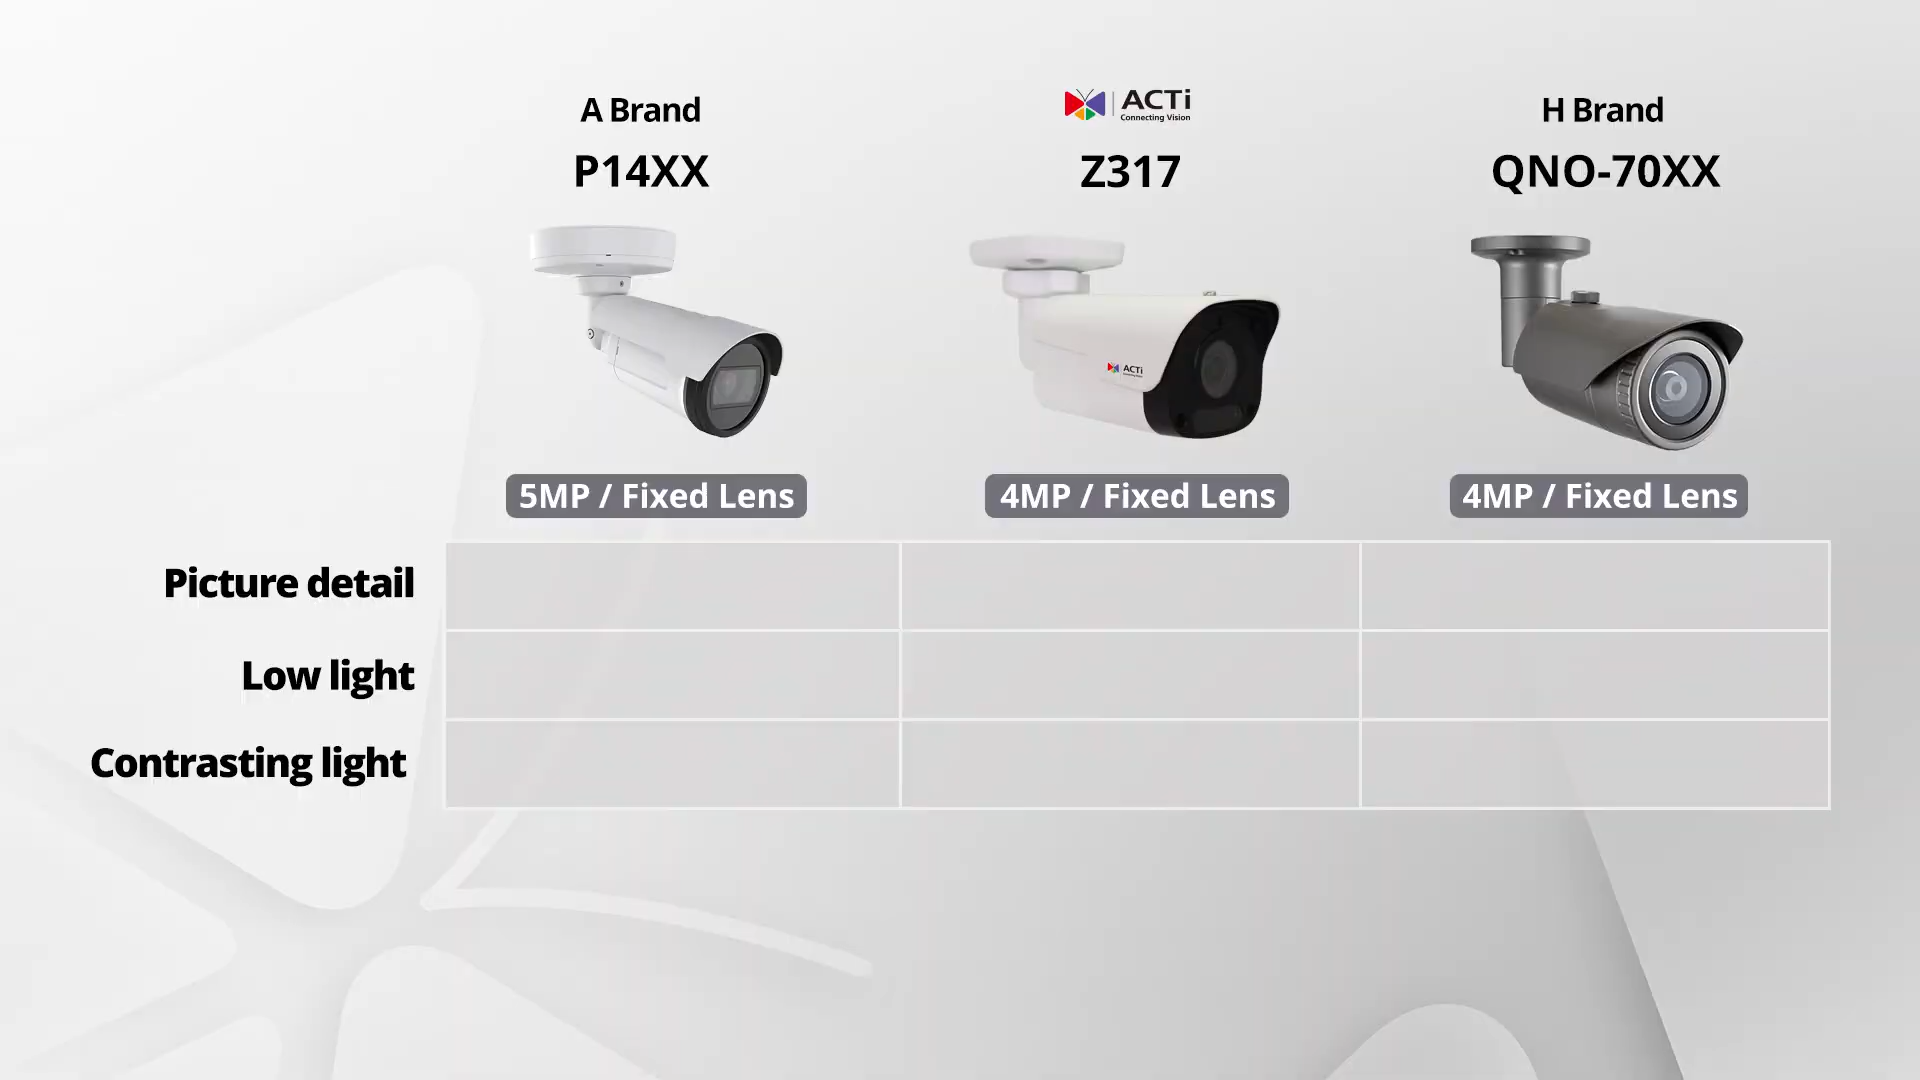 A Brand
P14XX
5MP / Fixed Lens
ACTi
Connecting Vision
Z317
ACTi
4MP / Fixed Lens
H Brand
QNO-70XX
4MP / Fixed Lens
Picture detail
Low light
Contrasting light